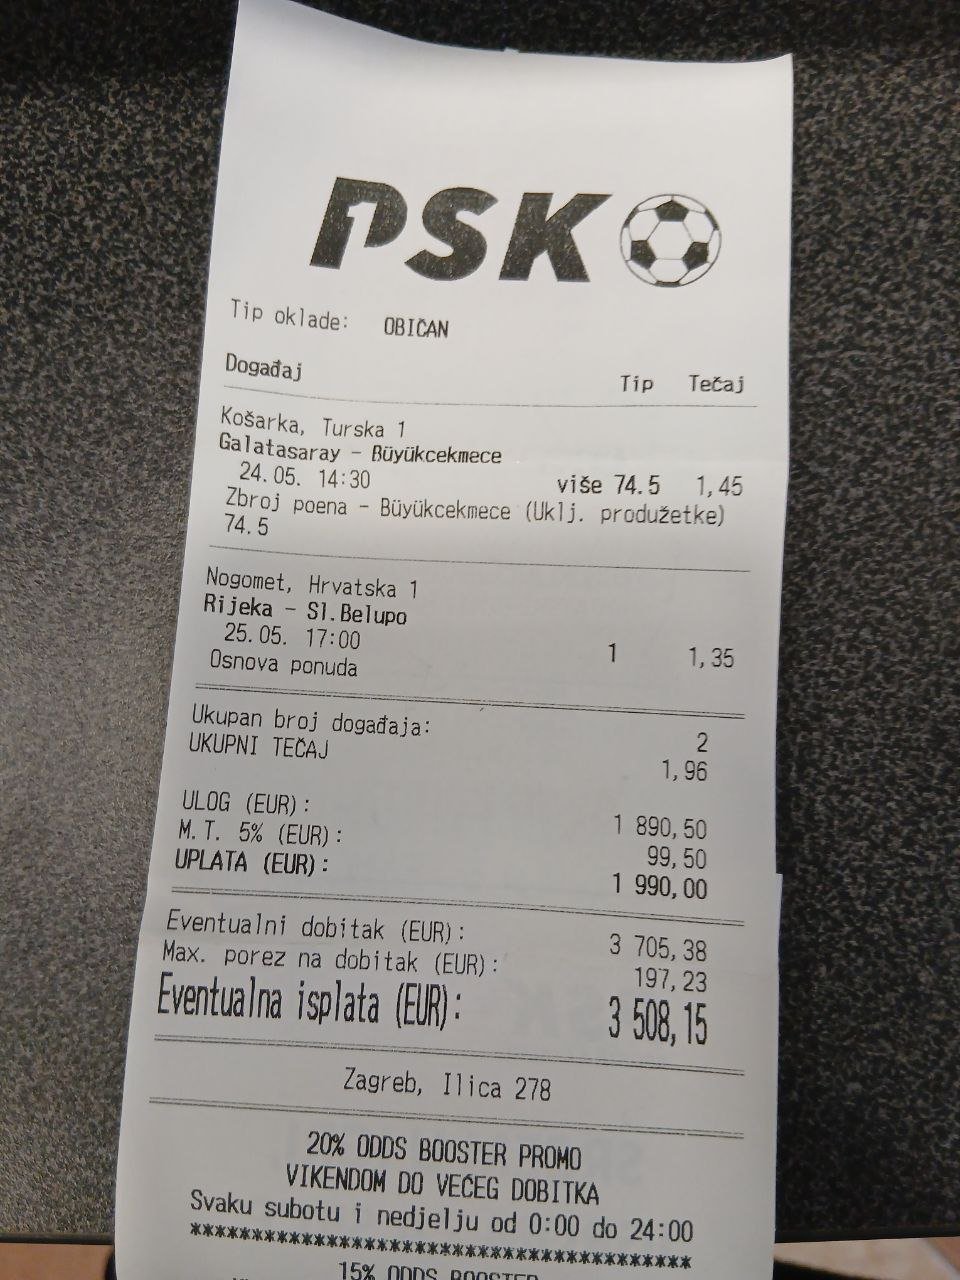 PSK
Tip oklade: OBIČAN
Događaj Tip Tečaj
Košarka, Turska 1
Galatasaray - Büyükcekmece
24.05. 14:30 više 74.5 1,45
Zbroj poena - Büyükcekmece (Uklj. produžetke)
74.5
Nogomet, Hrvatska 1
Rijeka - Sl.Belupo
25.05. 17:00 1 1,35
Osnova ponuda
Ukupan broj događaja: 2
UKUPNI TEČAJ 1,96
ULOG (EUR): 1 890,50
M.T. 5% (EUR): 99,50
UPLATA (EUR): 1 990,00
Eventualni dobitak (EUR): 3 705,38
Max. porez na dobitak (EUR): 197,23
Eventualna isplata (EUR): 3 508,15
Zagreb, Ilica 278
20% ODDS BOOSTER PROMO
VIKENDOM DO VEĆEG DOBITKA
Svaku subotu i nedjelju od 0:00 do 24:00
****************************************
15% ODDS BOOSTER